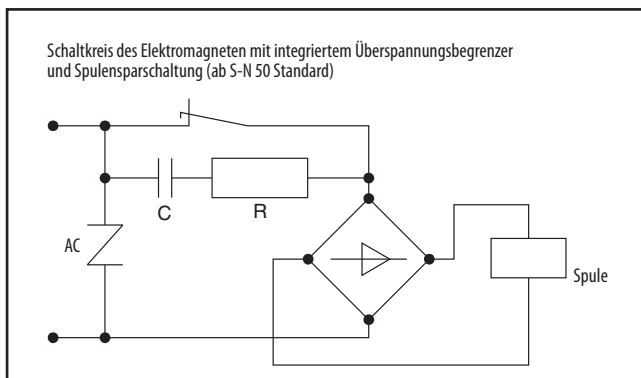 Schaltkreis des Elektromagneten mit integriertem Überspannungsbegrenzer
und Spulensparschaltung (ab S-N 50 Standard)
C
R
AC
Spule